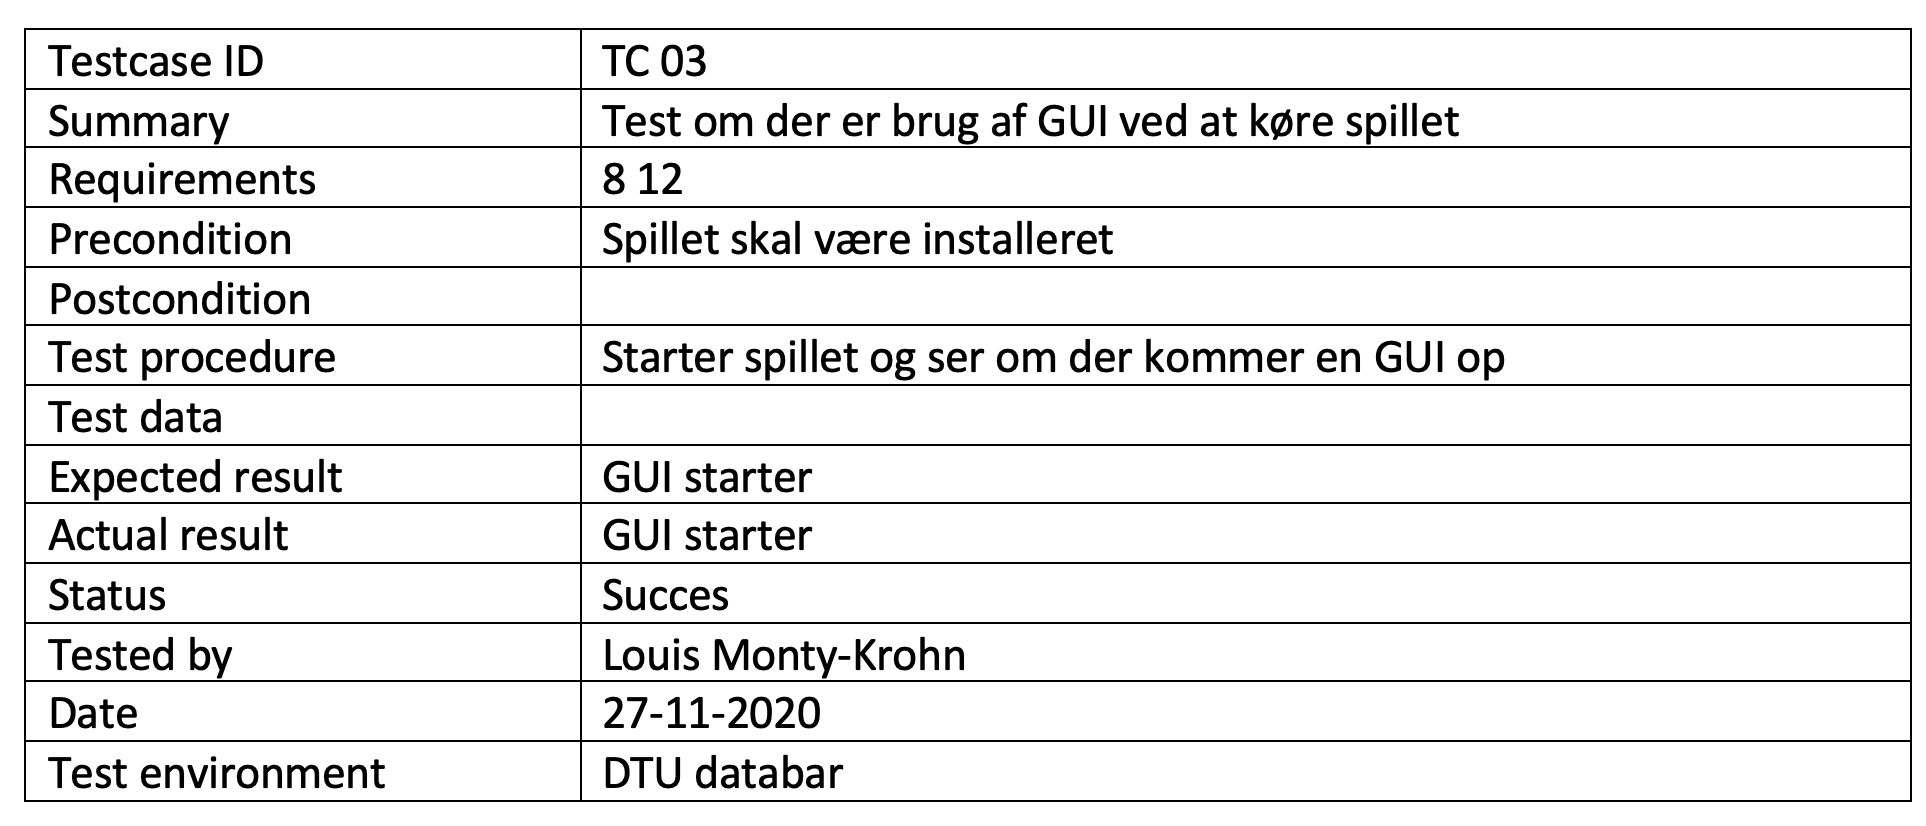 Testcase ID TC 03
Summary Test om der er brug af GUI ved at køre spillet
Requirements 8 12
Precondition Spillet skal være installeret
Postcondition
Test procedure Starter spillet og ser om der kommer en GUI op
Test data
Expected result GUI starter
Actual result GUI starter
Status Succes
Tested by Louis Monty-Krohn
Date 27-11-2020
Test environment DTU databar